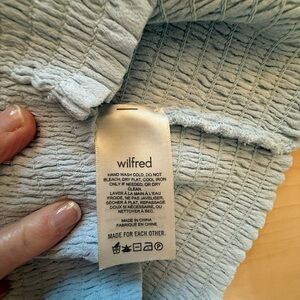 wilfred
HAND WASH COLD, DO NOT
BLEACH, DRY FLAT, COOL IRON
ONLY IF NEEDED, OR DRY
CLEAN.
LAVER À LA MAIN À L'EAU
FROIDE, NE PAS JAVELISER,
SÉCHER À PLAT, REPASSAGE
DOUX SI NÉCESSAIRE, OU
NETTOYER À SEC.
MADE IN CHINA
FABRIQUÉ EN CHINE
MADE FOR EACH OTHER.